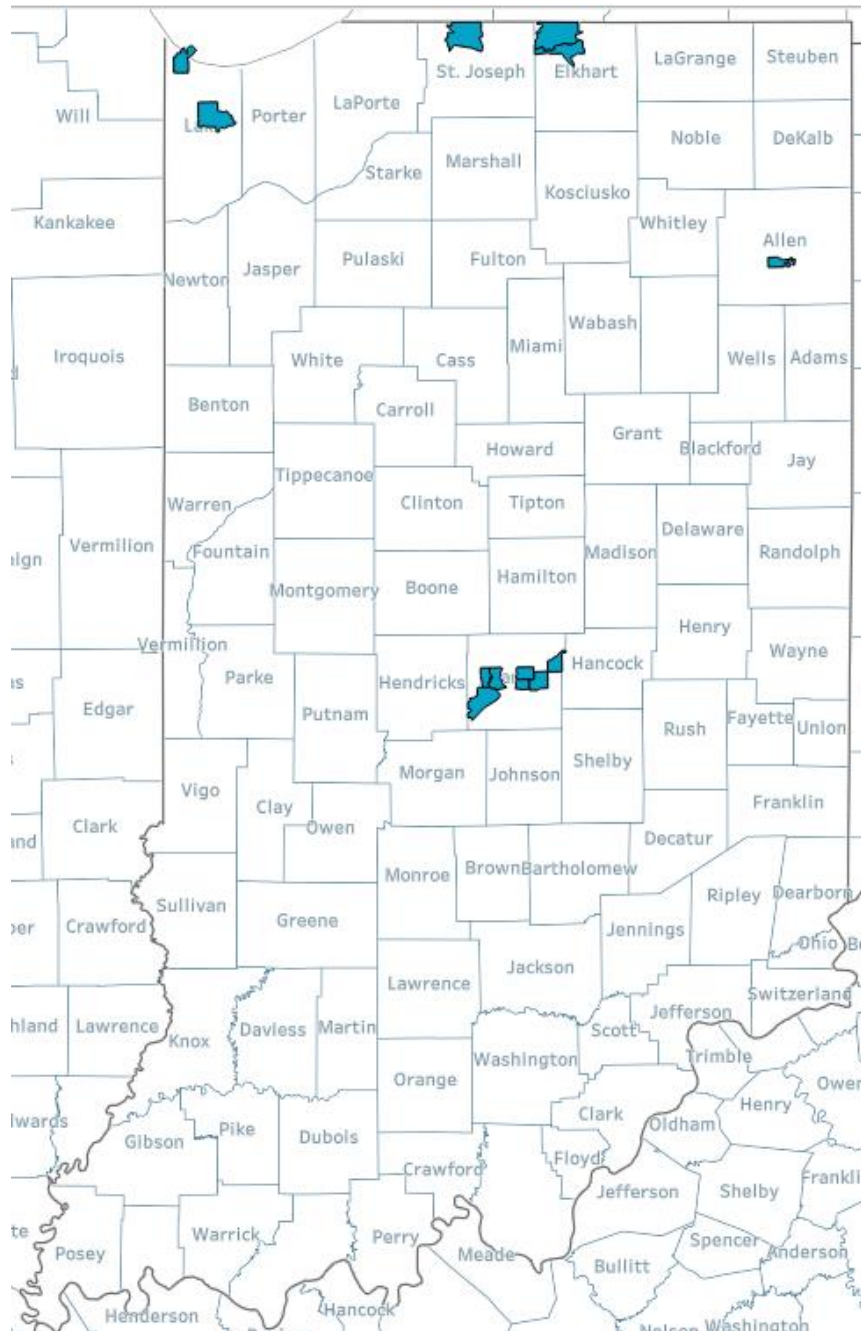 St. Joseph
Elkhart
LaGrange
Steuben
Will
Porter
LaPorte
Noble
DeKalb
Starke
Marshall
Kosciusko
Kankakee
Whitley
Allen
Newton
Jasper
Pulaski
Fulton
Wabash
Iroquois
White
Cass
Miami
Wells
Adams
Benton
Carroll
Grant
Howard
Blackford
Jay
Tippecanoe
Warren
Clinton
Tipton
Vermilion
Fountain
Madison
Delaware
Randolph
Montgomery
Boone
Hamilton
Henry
Vermillion
Parke
Hendricks
Hancock
Wayne
Edgar
Putnam
Rush
Fayette
Union
Morgan
Johnson
Shelby
Vigo
Clay
Owen
Franklin
Clark
Decatur
Monroe
Brown
Bartholomew
Sullivan
Greene
Crawford
Ripley
Dearborn
Jennings
Ohio
Jackson
Lawrence
Switzerland
Jefferson
Lawrence
Knox
Daviess
Martin
Scott
Washington
Trimble
Orange
Clark
Henry
Oldham
Gibson
Pike
Dubois
Floyd
Crawford
Jefferson
Shelby
Warrick
Perry
Posey
Meade
Spencer
Anderson
Bullitt
Henderson
Hancock
Nelson
Washington